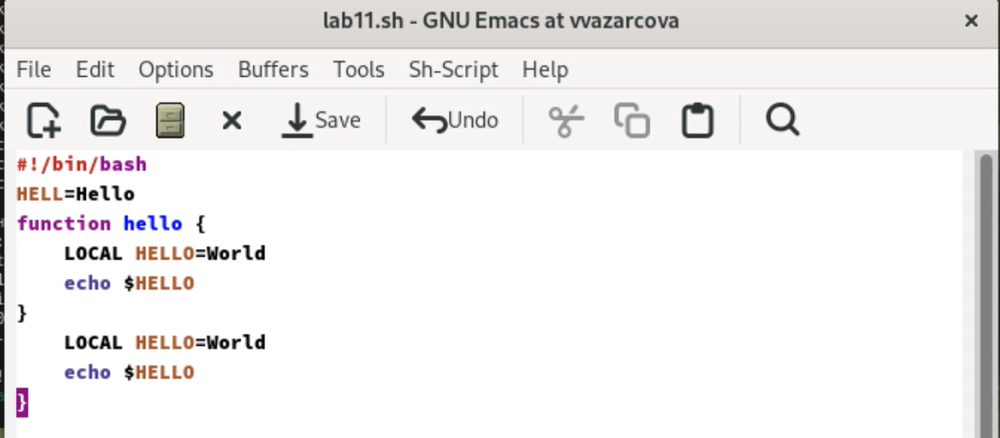 lab11.sh - GNU Emacs at vvazarcova
File Edit Options Buffers Tools Sh-Script Help
Save Undo
#!/bin/bash
HELL=Hello
function hello {
    LOCAL HELLO=World
    echo $HELLO
}
    LOCAL HELLO=World
    echo $HELLO
}